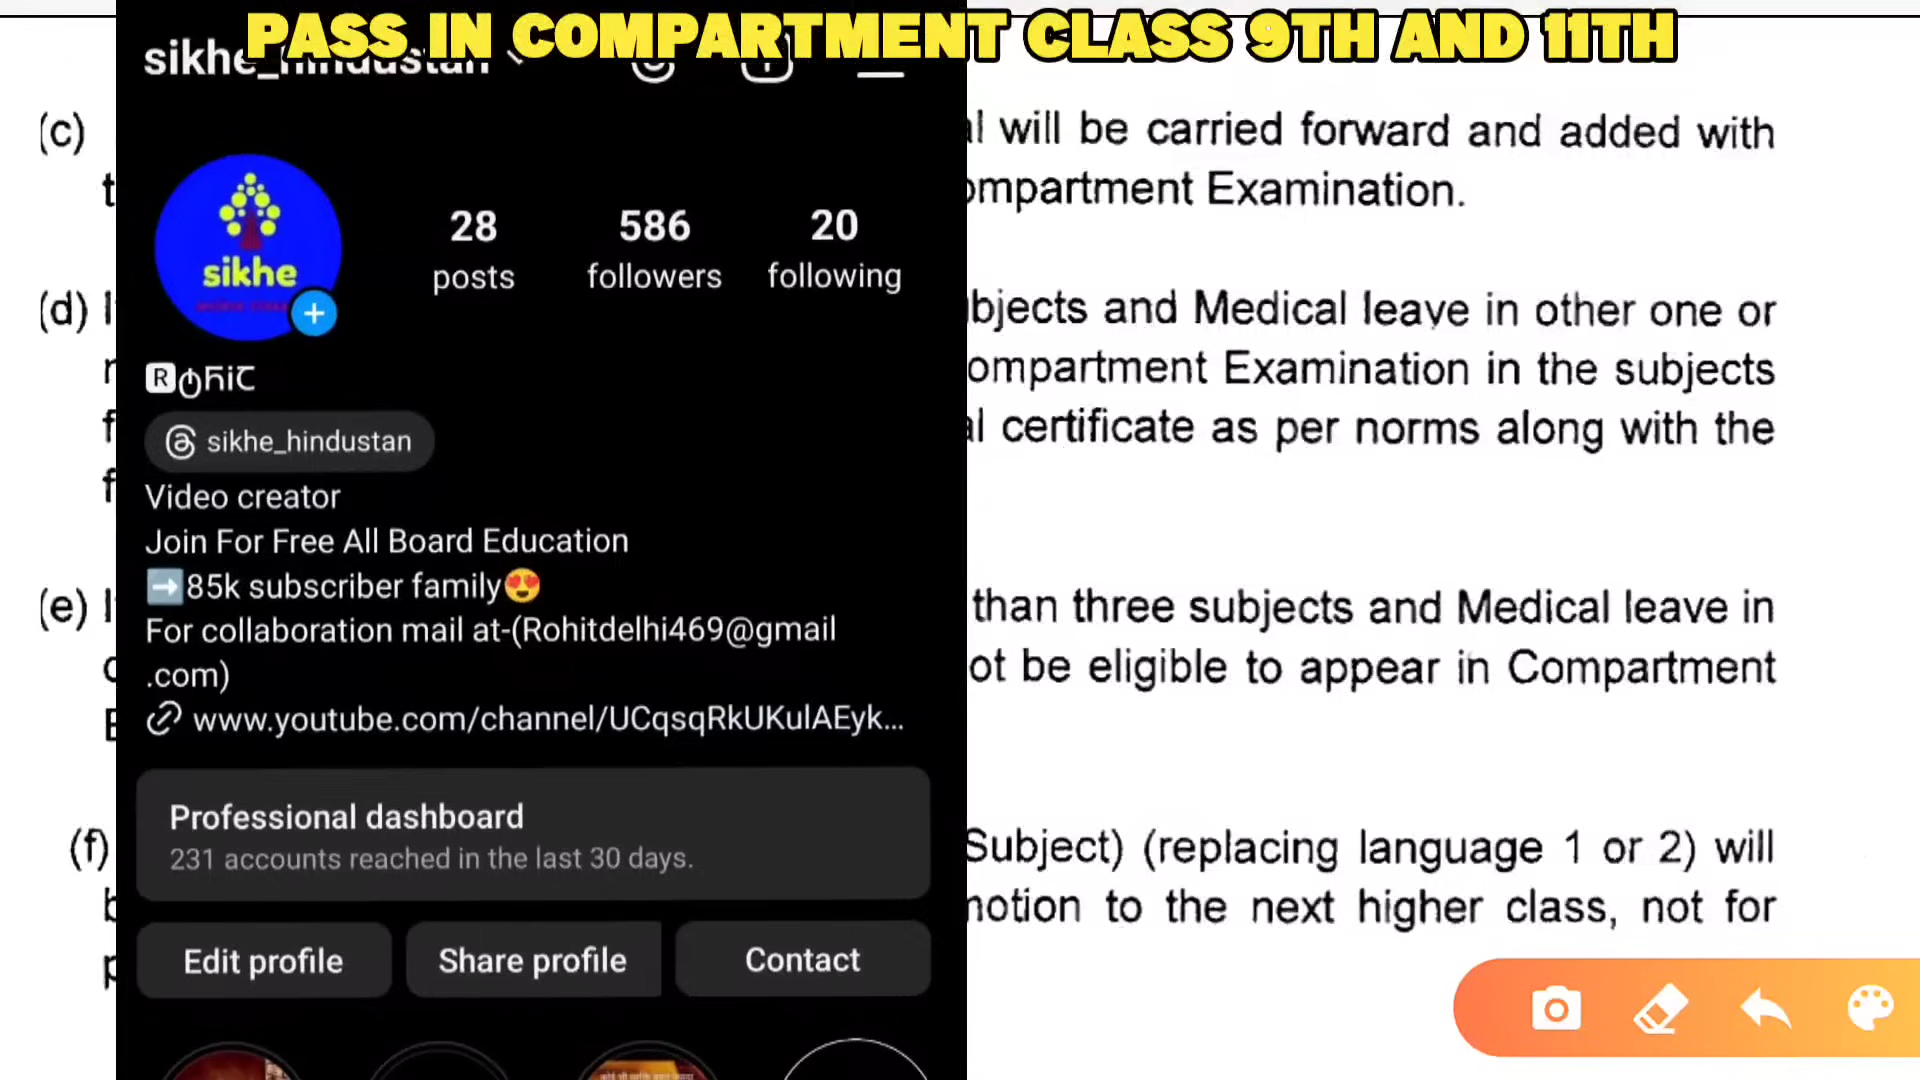 PASS IN COMPARTMENT CLASS 9TH AND 11TH
sikhe_hindustan
(c) will be carried forward and added with
Examination.
28 586 20
posts followers following
sikhe
(d) and Medical leave in other one or
Examination in the subjects
certificate as per norms along with the
sikhe_hindustan
Video creator
Join For Free All Board Education
➡️85k subscriber family😍
For collaboration mail at-(Rohitdelhi469@gmail
.com)
www.youtube.com/channel/UCqsqRkUKulAEyk...
(e) than three subjects and Medical leave in
be eligible to appear in Compartment
Professional dashboard
231 accounts reached in the last 30 days.
(f) Subject) (replacing language 1 or 2) will
to the next higher class, not for
Edit profile Share profile Contact